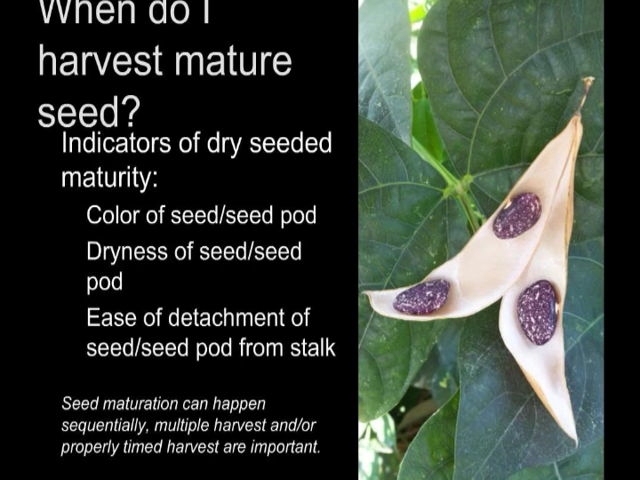 When do I
harvest mature
seed?
Indicators of dry seeded
maturity:
Color of seed/seed pod
Dryness of seed/seed
pod
Ease of detachment of
seed/seed pod from stalk
Seed maturation can happen
sequentially, multiple harvest and/or
properly timed harvest are important.